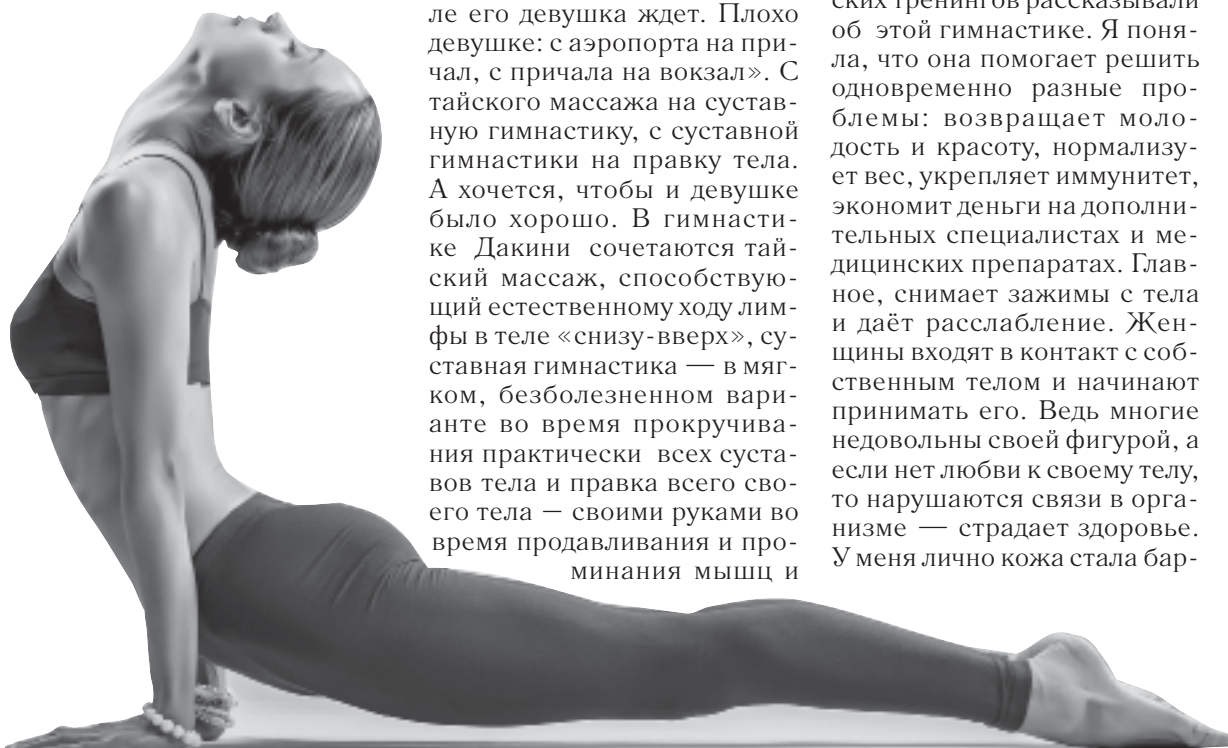 ле его девушка ждет. Плохо
девушке: с аэропорта на при-
чал, с причала на вокзал». С
тайского массажа на сустав-
ную гимнастику, с суставной
гимнастики на правку тела.
А хочется, чтобы и девушке
было хорошо. В гимнасти-
ке Дакини сочетаются тай-
ский массаж, способствую-
щий естественному ходу лим-
фы в теле «снизу-вверх», су-
ставная гимнастика — в мяг-
ком, безболезненном вари-
анте во время прокручива-
ния практически всех суста-
вов тела и правка всего сво-
его тела – своими руками во
время продавливания и про-
минания мышц и
ских тренингов рассказывали
об этой гимнастике. Я поня-
ла, что она помогает решить
одновременно разные про-
блемы: возвращает моло-
дость и красоту, нормализу-
ет вес, укрепляет иммунитет,
экономит деньги на дополни-
тельных специалистах и ме-
дицинских препаратах. Глав-
ное, снимает зажимы с тела
и даёт расслабление. Жен-
щины входят в контакт с соб-
ственным телом и начинают
принимать его. Ведь многие
недовольны своей фигурой, а
если нет любви к своему телу,
то нарушаются связи в орга-
низме — страдает здоровье.
У меня лично кожа стала бар-